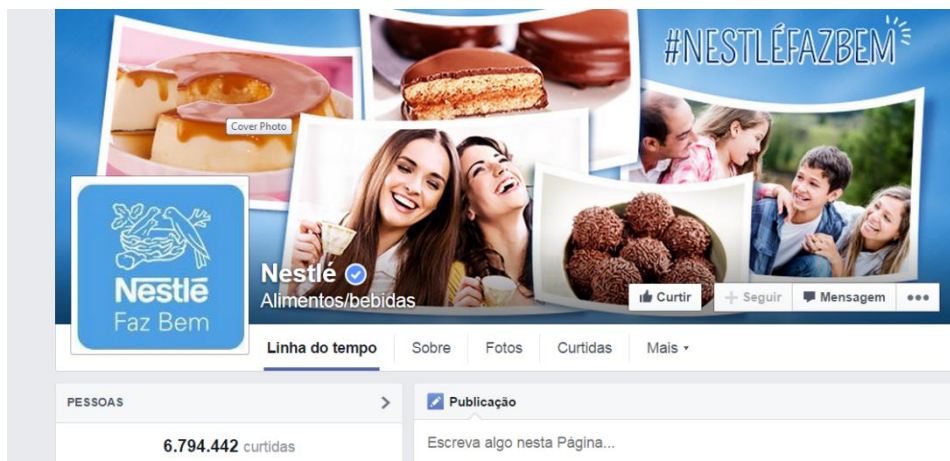 #NESTLÉFAZBEM
Cover Photo
Nestlé
Faz Bem
Nestlé
Alimentos/bebidas
Curtir
Seguir
Mensagem
Linha do tempo
Sobre
Fotos
Curtidas
Mais
PESSOAS
6.794.442 curtidas
Publicação
Escreva algo nesta Página...